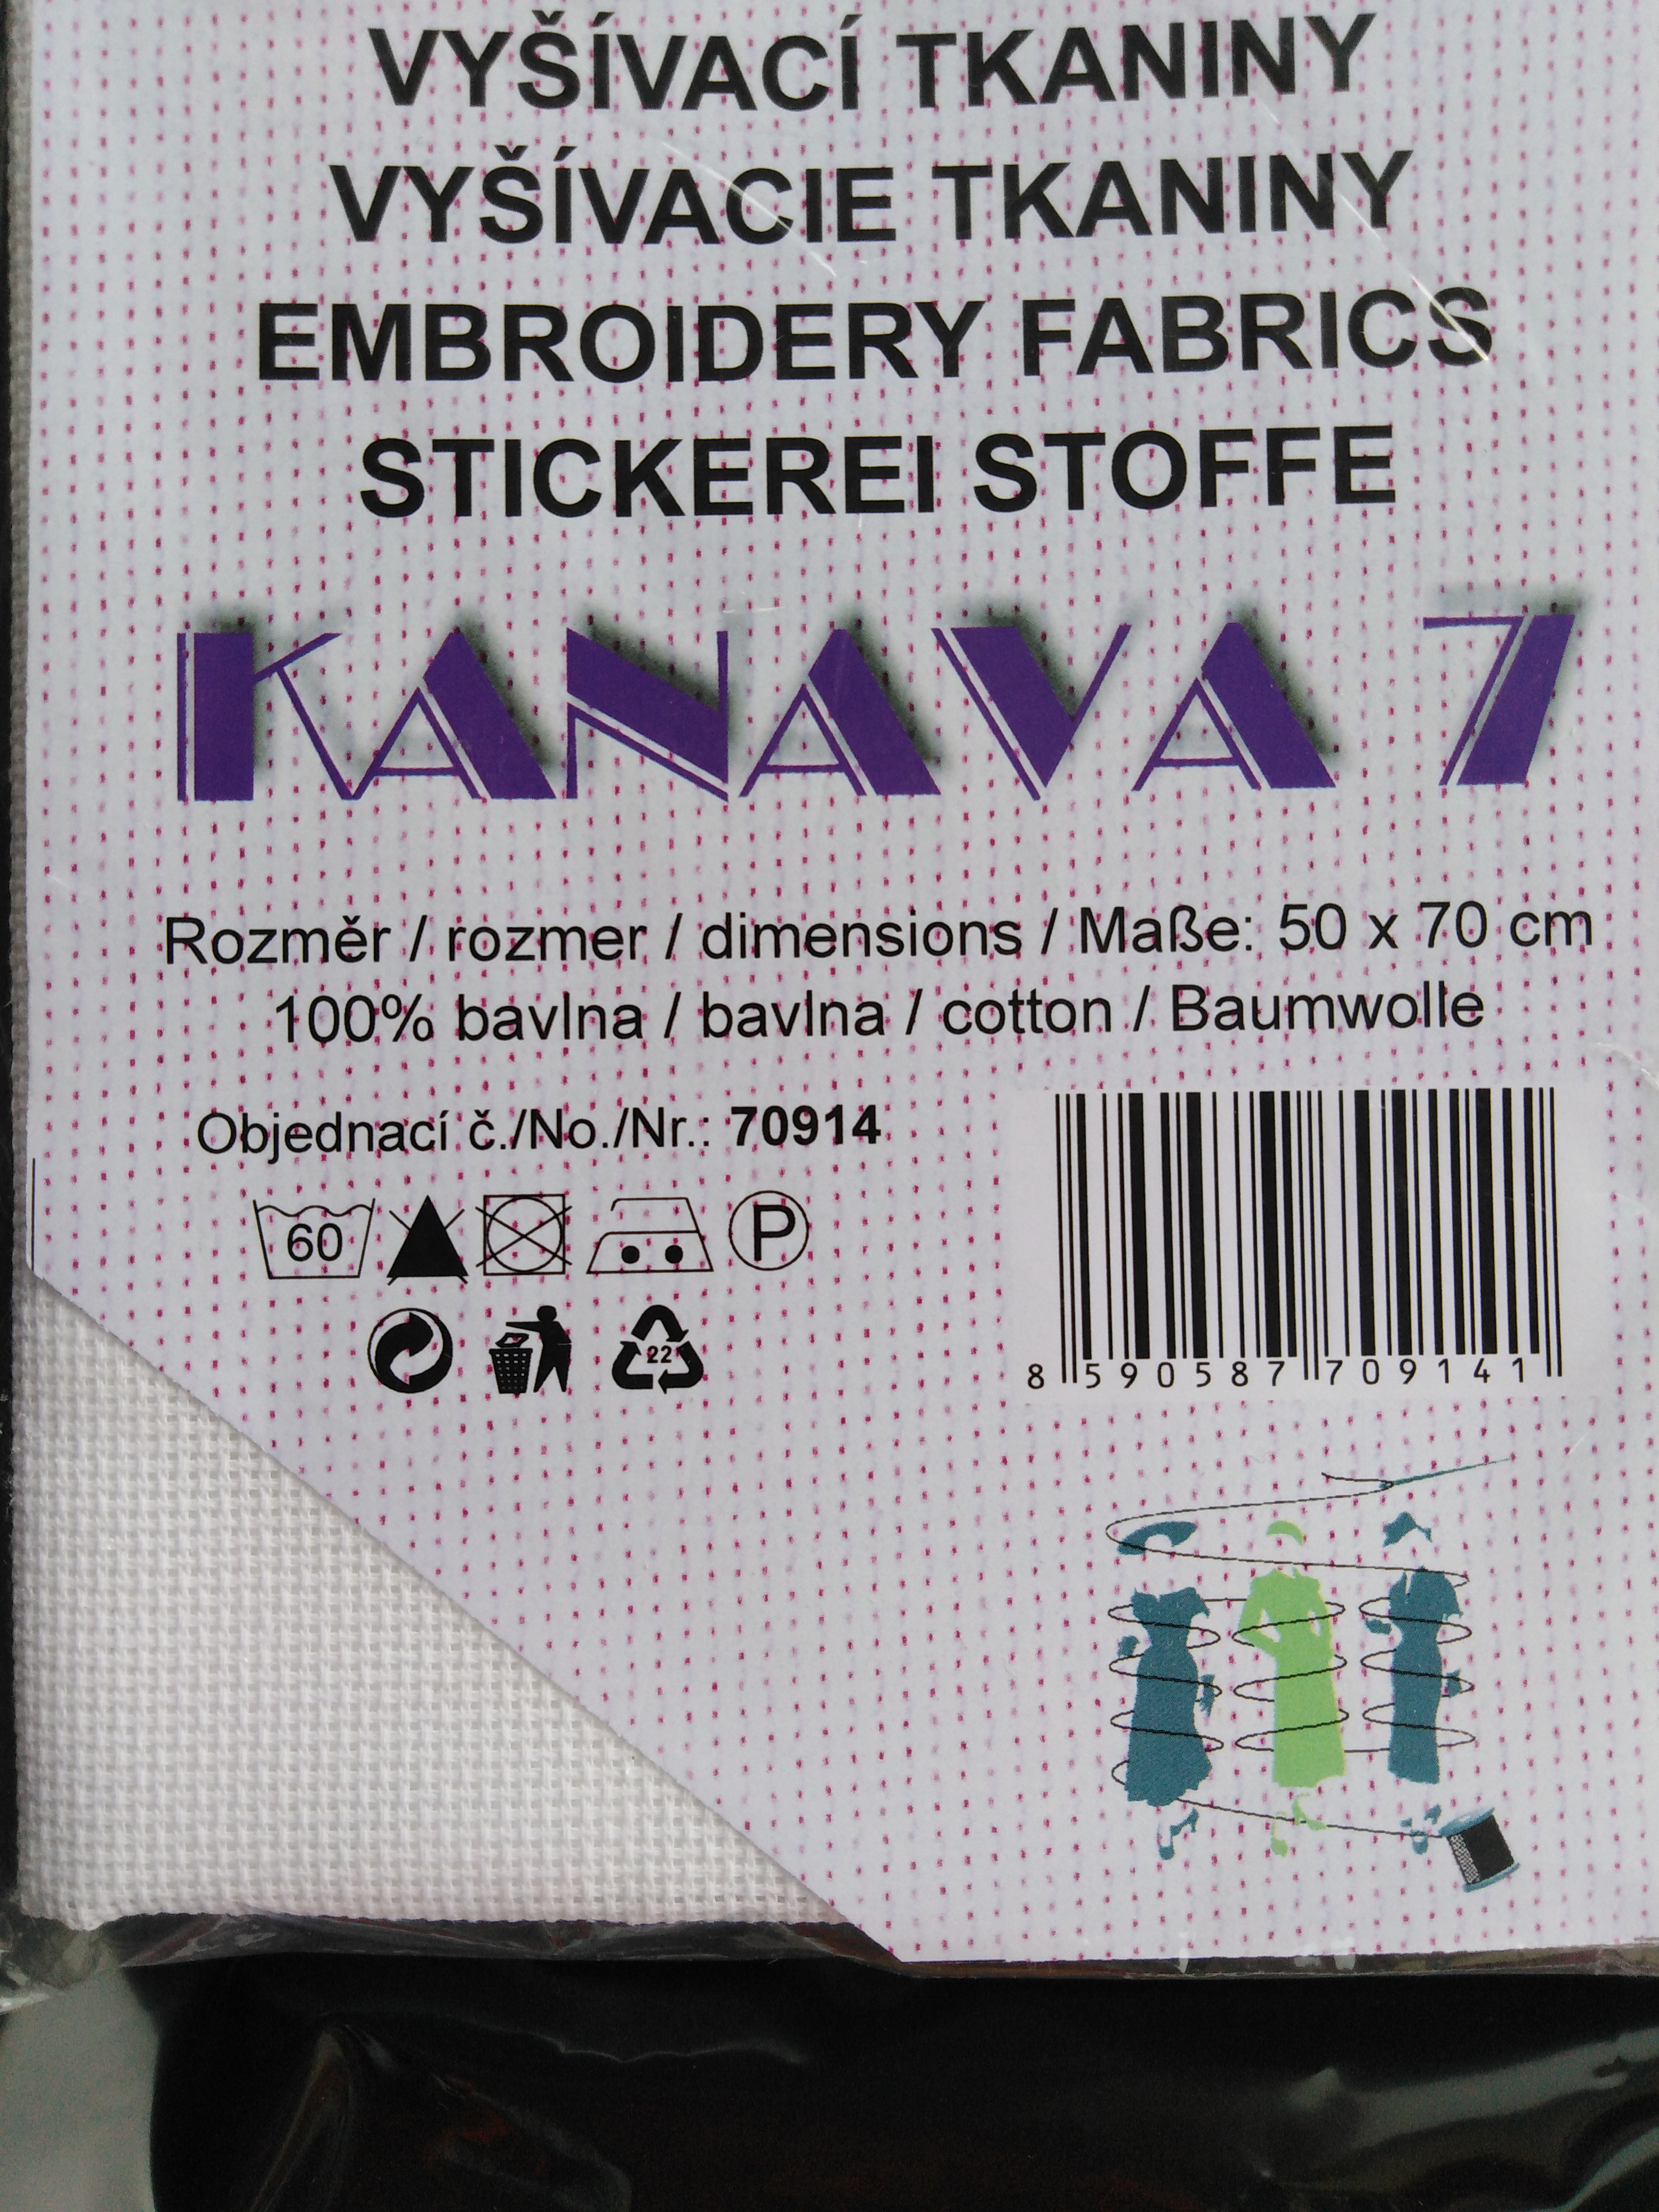 VYŠÍVACÍ TKANINY
VYŠÍVACIE TKANINY
EMBROIDERY FABRICS
STICKEREI STOFFE
KANAVA 7
Rozměr / rozmer / dimensions / Maße: 50 x 70 cm
100% bavlna / bavlna / cotton / Baumwolle
Objednací č./No./Nr.: 70914
60 P
22
8 590587 709141